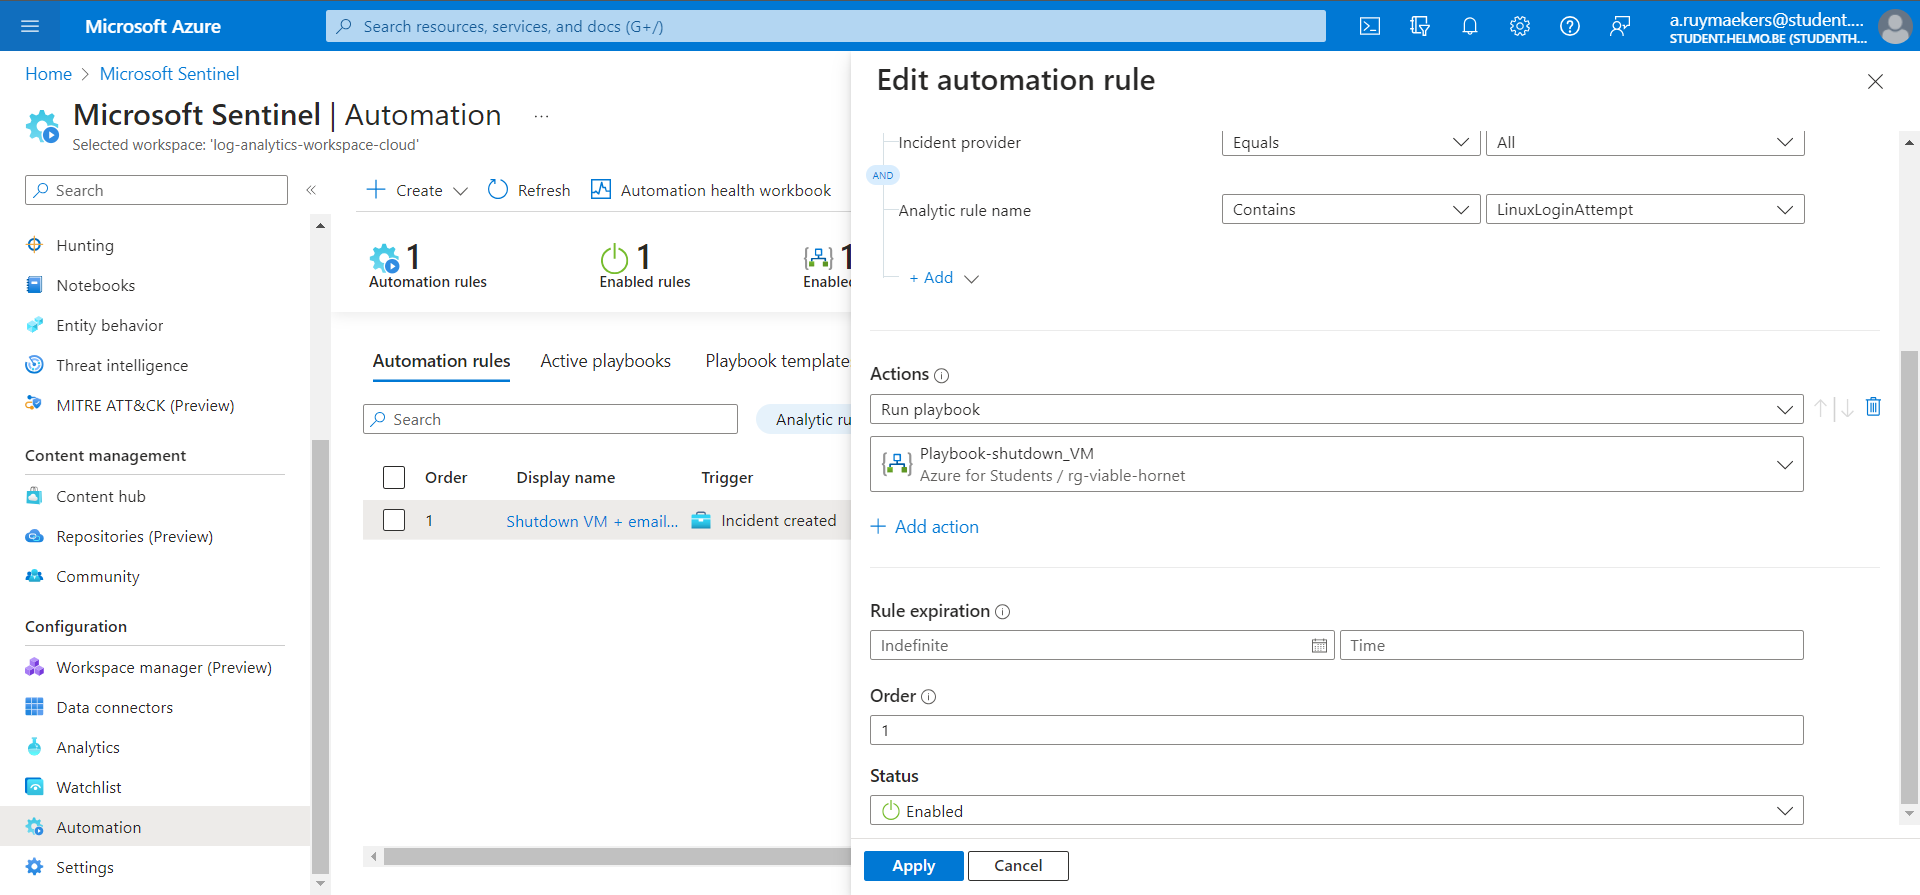 Microsoft Azure
Search resources, services, and docs (G+/)
a.ruymaekers@student....
STUDENT.HELMO.BE (STUDENTH...
Home > Microsoft Sentinel
Microsoft Sentinel | Automation ...
Selected workspace: 'log-analytics-workspace-cloud'
Search
«
Hunting
Notebooks
Entity behavior
Threat intelligence
MITRE ATT&CK (Preview)
Content management
Content hub
Repositories (Preview)
Community
Configuration
Workspace manager (Preview)
Data connectors
Analytics
Watchlist
Automation
Settings
Create
Refresh
Automation health workbook
1
Automation rules
1
Enabled rules
1
Enabled
Automation rules
Active playbooks
Playbook template
Search
Analytic ru
Order
Display name
Trigger
1
Shutdown VM + email...
Incident created
Edit automation rule
Incident provider
Equals
All
AND
Analytic rule name
Contains
LinuxLoginAttempt
+ Add
Actions
Run playbook
Playbook-shutdown_VM
Azure for Students / rg-viable-hornet
+ Add action
Rule expiration
Indefinite
Time
Order
1
Status
Enabled
Apply
Cancel